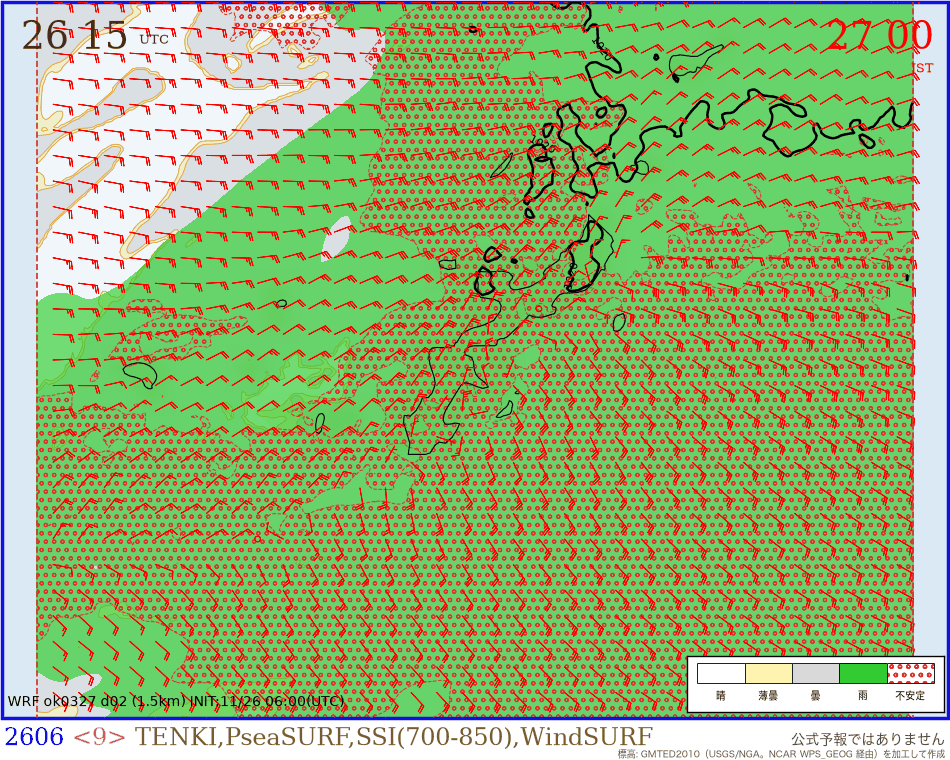 26 15 UTC
27 00
ST
晴 薄曇 曇 雨 不安定
WRF ok0327 d02 (1.5km) INIT:11/26 06:00(UTC)
2606 <9> TENKI,PseaSURF,SSI(700-850),WindSURF
公式予報ではありません
標高: GMTED2010（USGS/NGA。NCAR WPS_GEOG 経由）を加工して作成